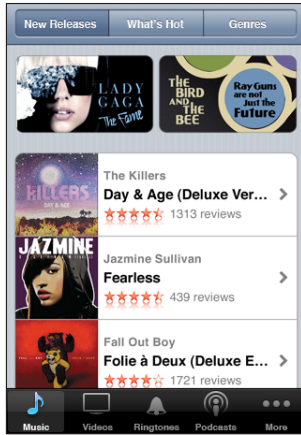 New Releases What's Hot Genres
LADY
GAGA
The Fame
THE
BIRD
AND THE
BEE
Ray Guns
are not
Just the
Future
KILLERS
DAY & AGE
The Killers
Day & Age (Deluxe Ver...
1313 reviews
JAZMINE
Jazmine Sullivan
Fearless
439 reviews
Fall Out Boy
Folie à Deux (Deluxe E...
1721 reviews
Music Videos Ringtones Podcasts More